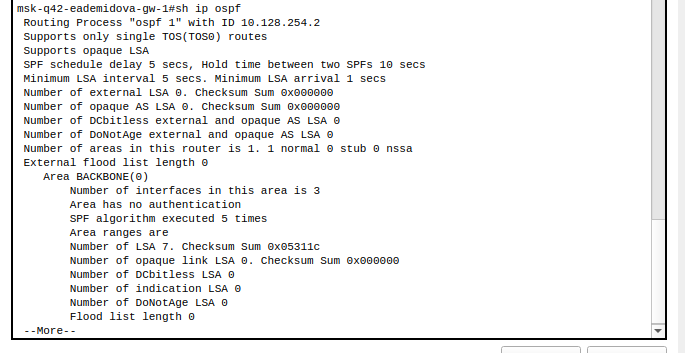 msk-q42-eademidova-gw-1#sh ip ospf
Routing Process "ospf 1" with ID 10.128.254.2
Supports only single TOS(TOS0) routes
Supports opaque LSA
SPF schedule delay 5 secs, Hold time between two SPFs 10 secs
Minimum LSA interval 5 secs. Minimum LSA arrival 1 secs
Number of external LSA 0. Checksum Sum 0x000000
Number of opaque AS LSA 0. Checksum Sum 0x000000
Number of DCbitless external and opaque AS LSA 0
Number of DoNotAge external and opaque AS LSA 0
Number of areas in this router is 1. 1 normal 0 stub 0 nssa
External flood list length 0
Area BACKBONE(0)
Number of interfaces in this area is 3
Area has no authentication
SPF algorithm executed 5 times
Area ranges are
Number of LSA 7. Checksum Sum 0x05311c
Number of opaque link LSA 0. Checksum Sum 0x000000
Number of DCbitless LSA 0
Number of indication LSA 0
Number of DoNotAge LSA 0
Flood list length 0
--More--